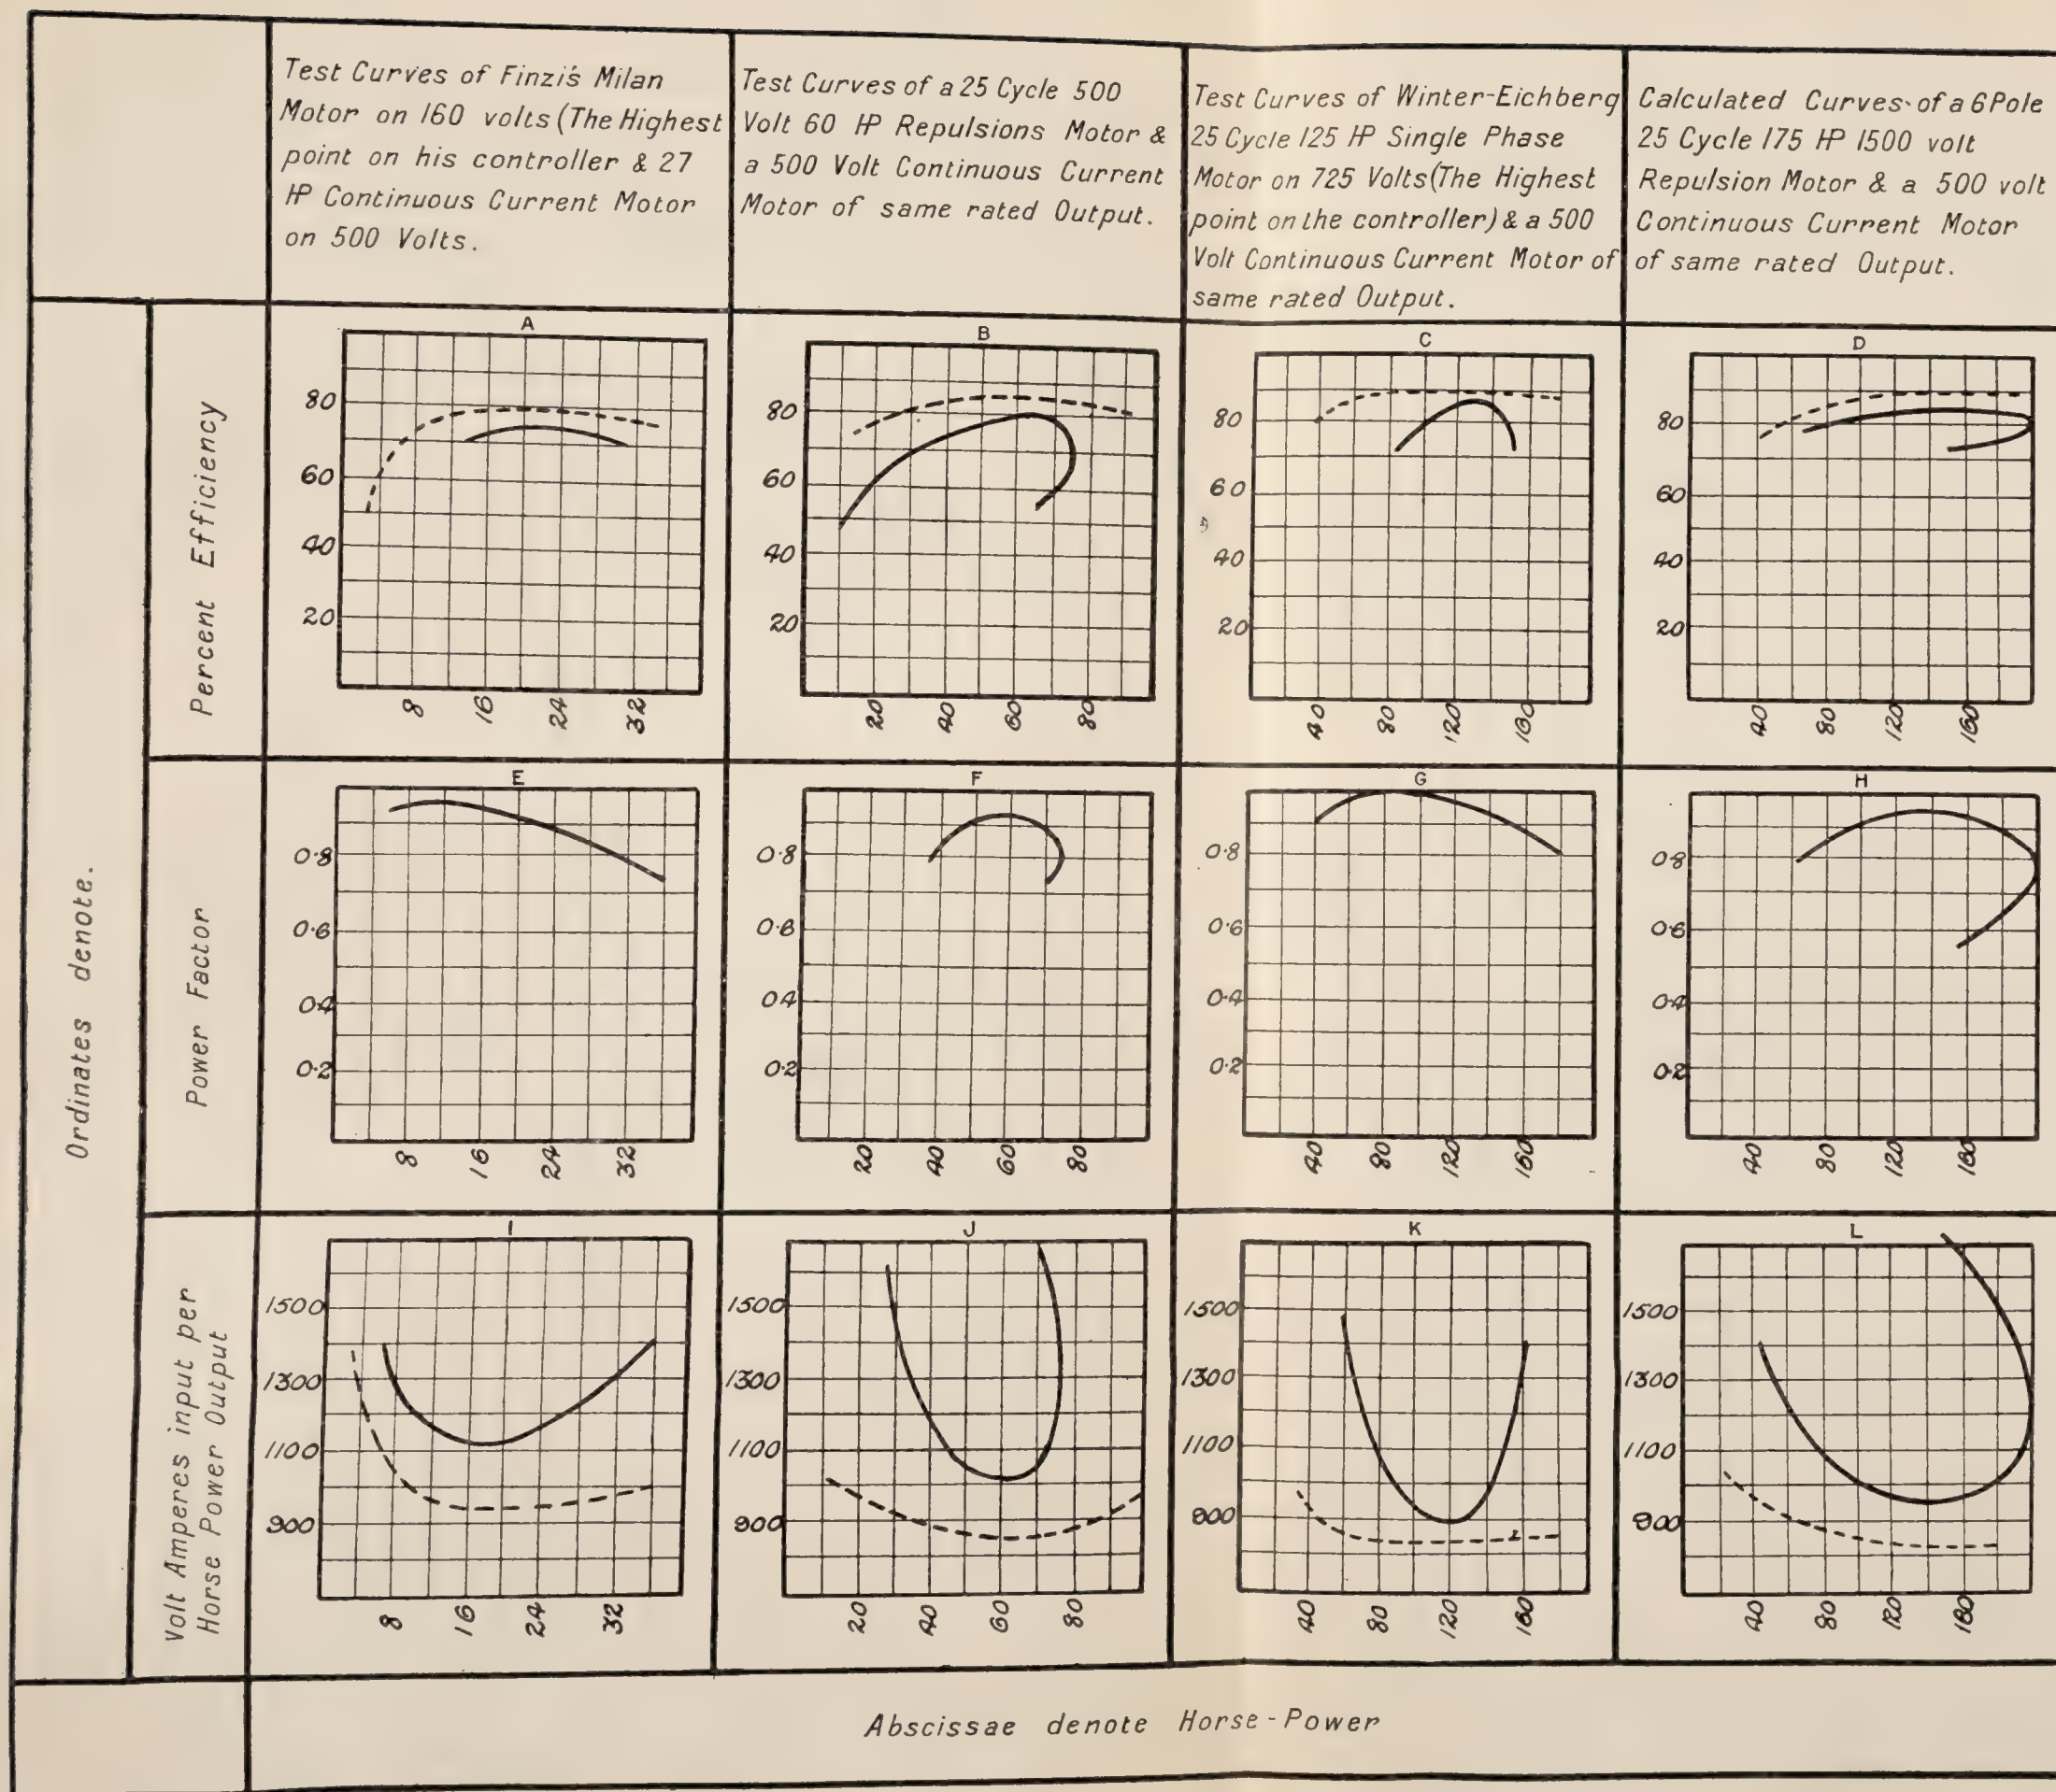 Test Curves of Finzi's Milan
Motor on 160 volts (The Highest
point on his controller & 27
HP Continuous Current Motor
on 500 Volts.
Test Curves of a 25 Cycle 500
Volt 60 HP Repulsions Motor &
a 500 Volt Continuous Current
Motor of same rated Output.
Test Curves of Winter-Eichberg
25 Cycle 125 HP Single Phase
Motor on 725 Volts (The Highest
point on the controller) & a 500
Volt Continuous Current Motor of
same rated Output.
Calculated Curves of a 6 Pole
25 Cycle 175 HP 1500 volt
Repulsion Motor & a 500 volt
Continuous Current Motor
of same rated Output.
Ordinates denote.
Percent Efficiency
A
80
60
40
20
8 16 24 32
B
80
60
40
20
20 40 60 80
C
80
60
40
20
40 80 120 160
D
80
60
40
20
40 80 120 160
Power Factor
E
0.8
0.6
0.4
0.2
8 16 24 32
F
0.8
0.6
0.4
0.2
20 40 60 80
G
0.8
0.6
0.4
0.2
40 80 120 160
H
0.8
0.6
0.4
0.2
40 80 120 160
Volt Amperes input per
Horse Power Output
I
1500
1300
1100
900
8 16 24 32
J
1500
1300
1100
900
20 40 60 80
K
1500
1300
1100
900
40 80 120 160
L
1500
1300
1100
900
40 80 120 160
Abscissae denote Horse-Power